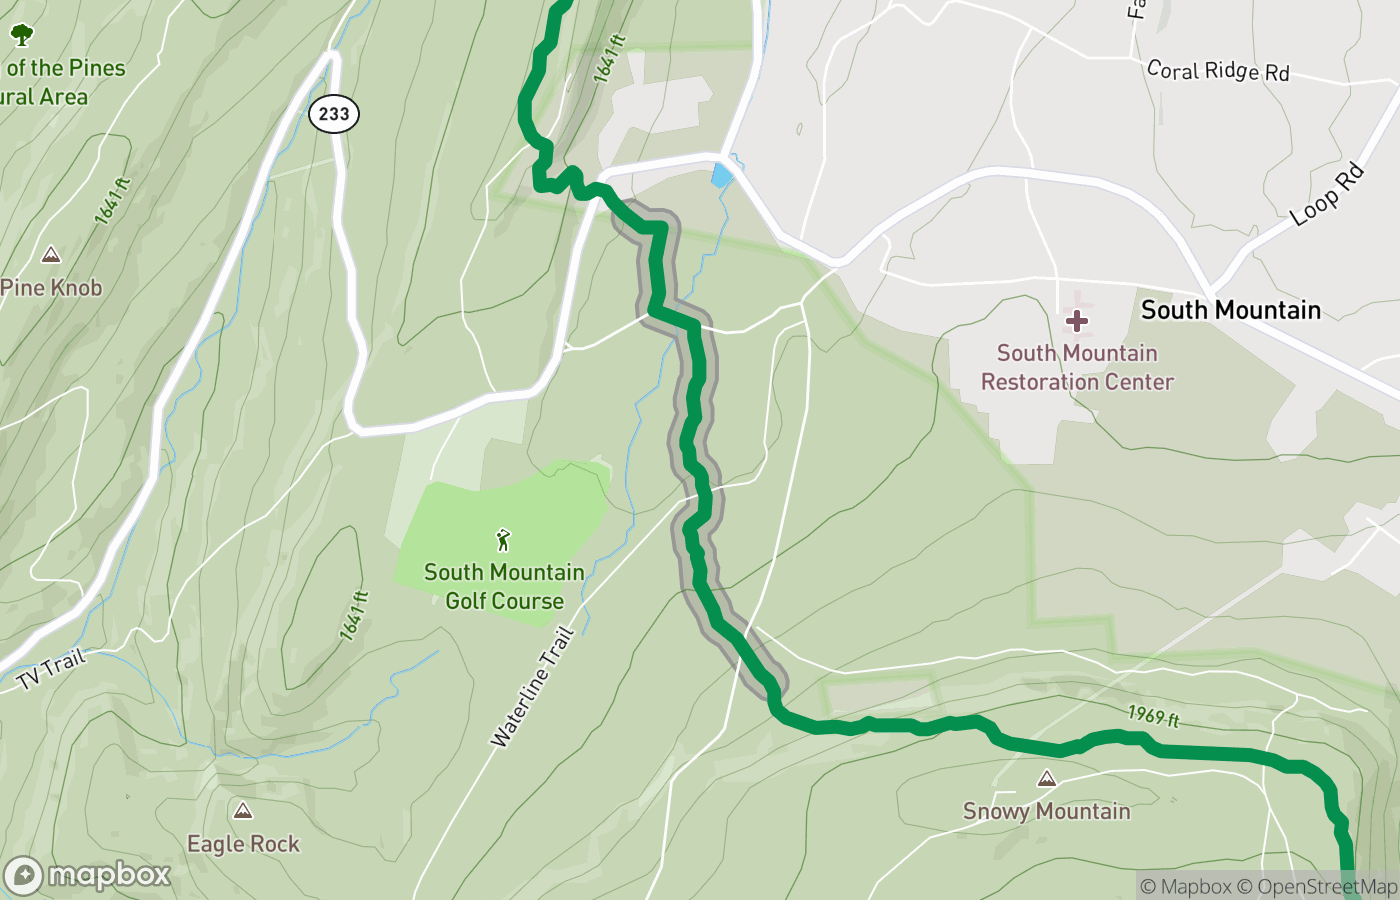 Coral Ridge Rd
1641 ft
of the Pines
ural Area
233
Loop Rd
1641 ft
Pine Knob
South Mountain
South Mountain
Restoration Center
South Mountain
Golf Course
1641 ft
TV Trail
Waterline Trail
1969 ft
Snowy Mountain
Eagle Rock
mapbox
© Mapbox © OpenStreetMap